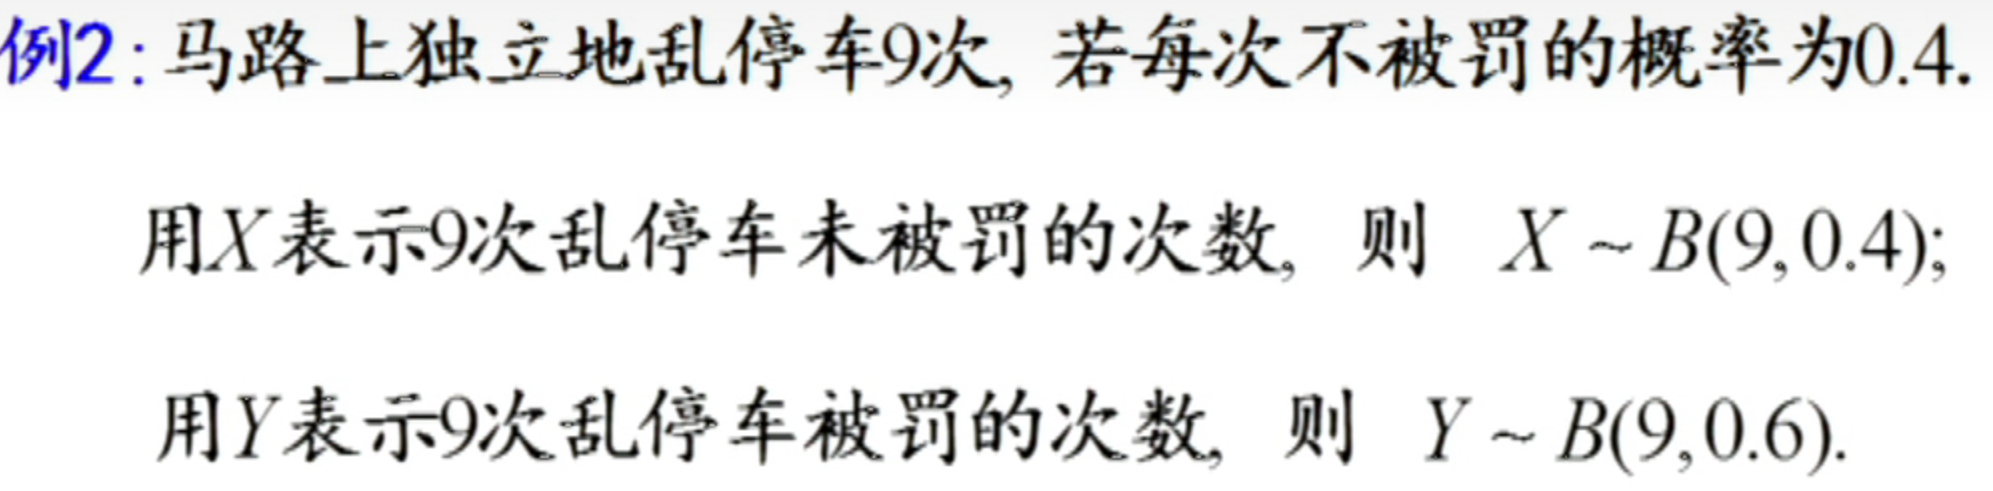 例2：马路上独立地乱停车9次, 若每次不被罚的概率为0.4.
用X表示9次乱停车未被罚的次数, 则 X ~ B(9,0.4);
用Y表示9次乱停车被罚的次数, 则 Y ~ B(9,0.6).